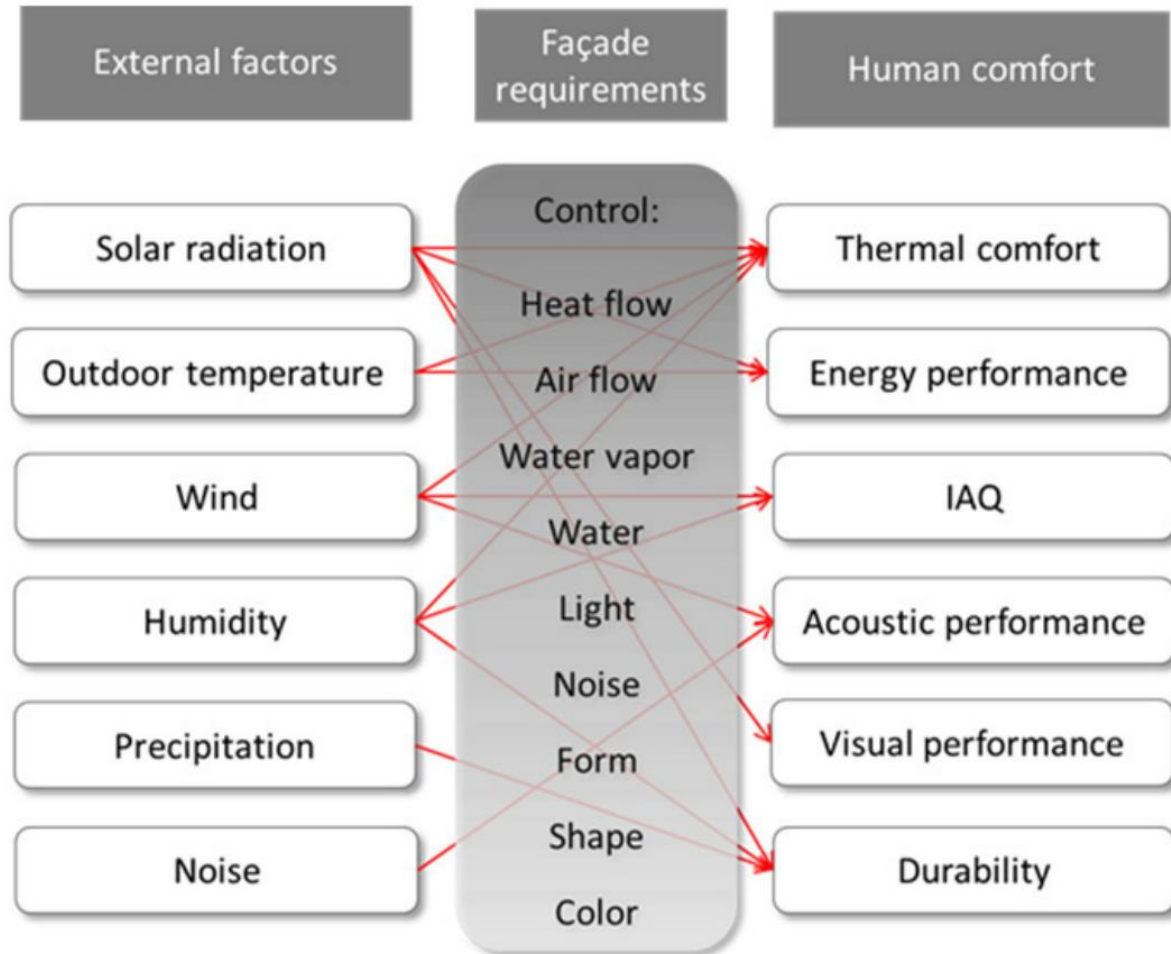 External factors
Façade
requirements
Human comfort
Solar radiation
Outdoor temperature
Wind
Humidity
Precipitation
Noise
Control:
Heat flow
Air flow
Water vapor
Water
Light
Noise
Form
Shape
Color
Thermal comfort
Energy performance
IAQ
Acoustic performance
Visual performance
Durability